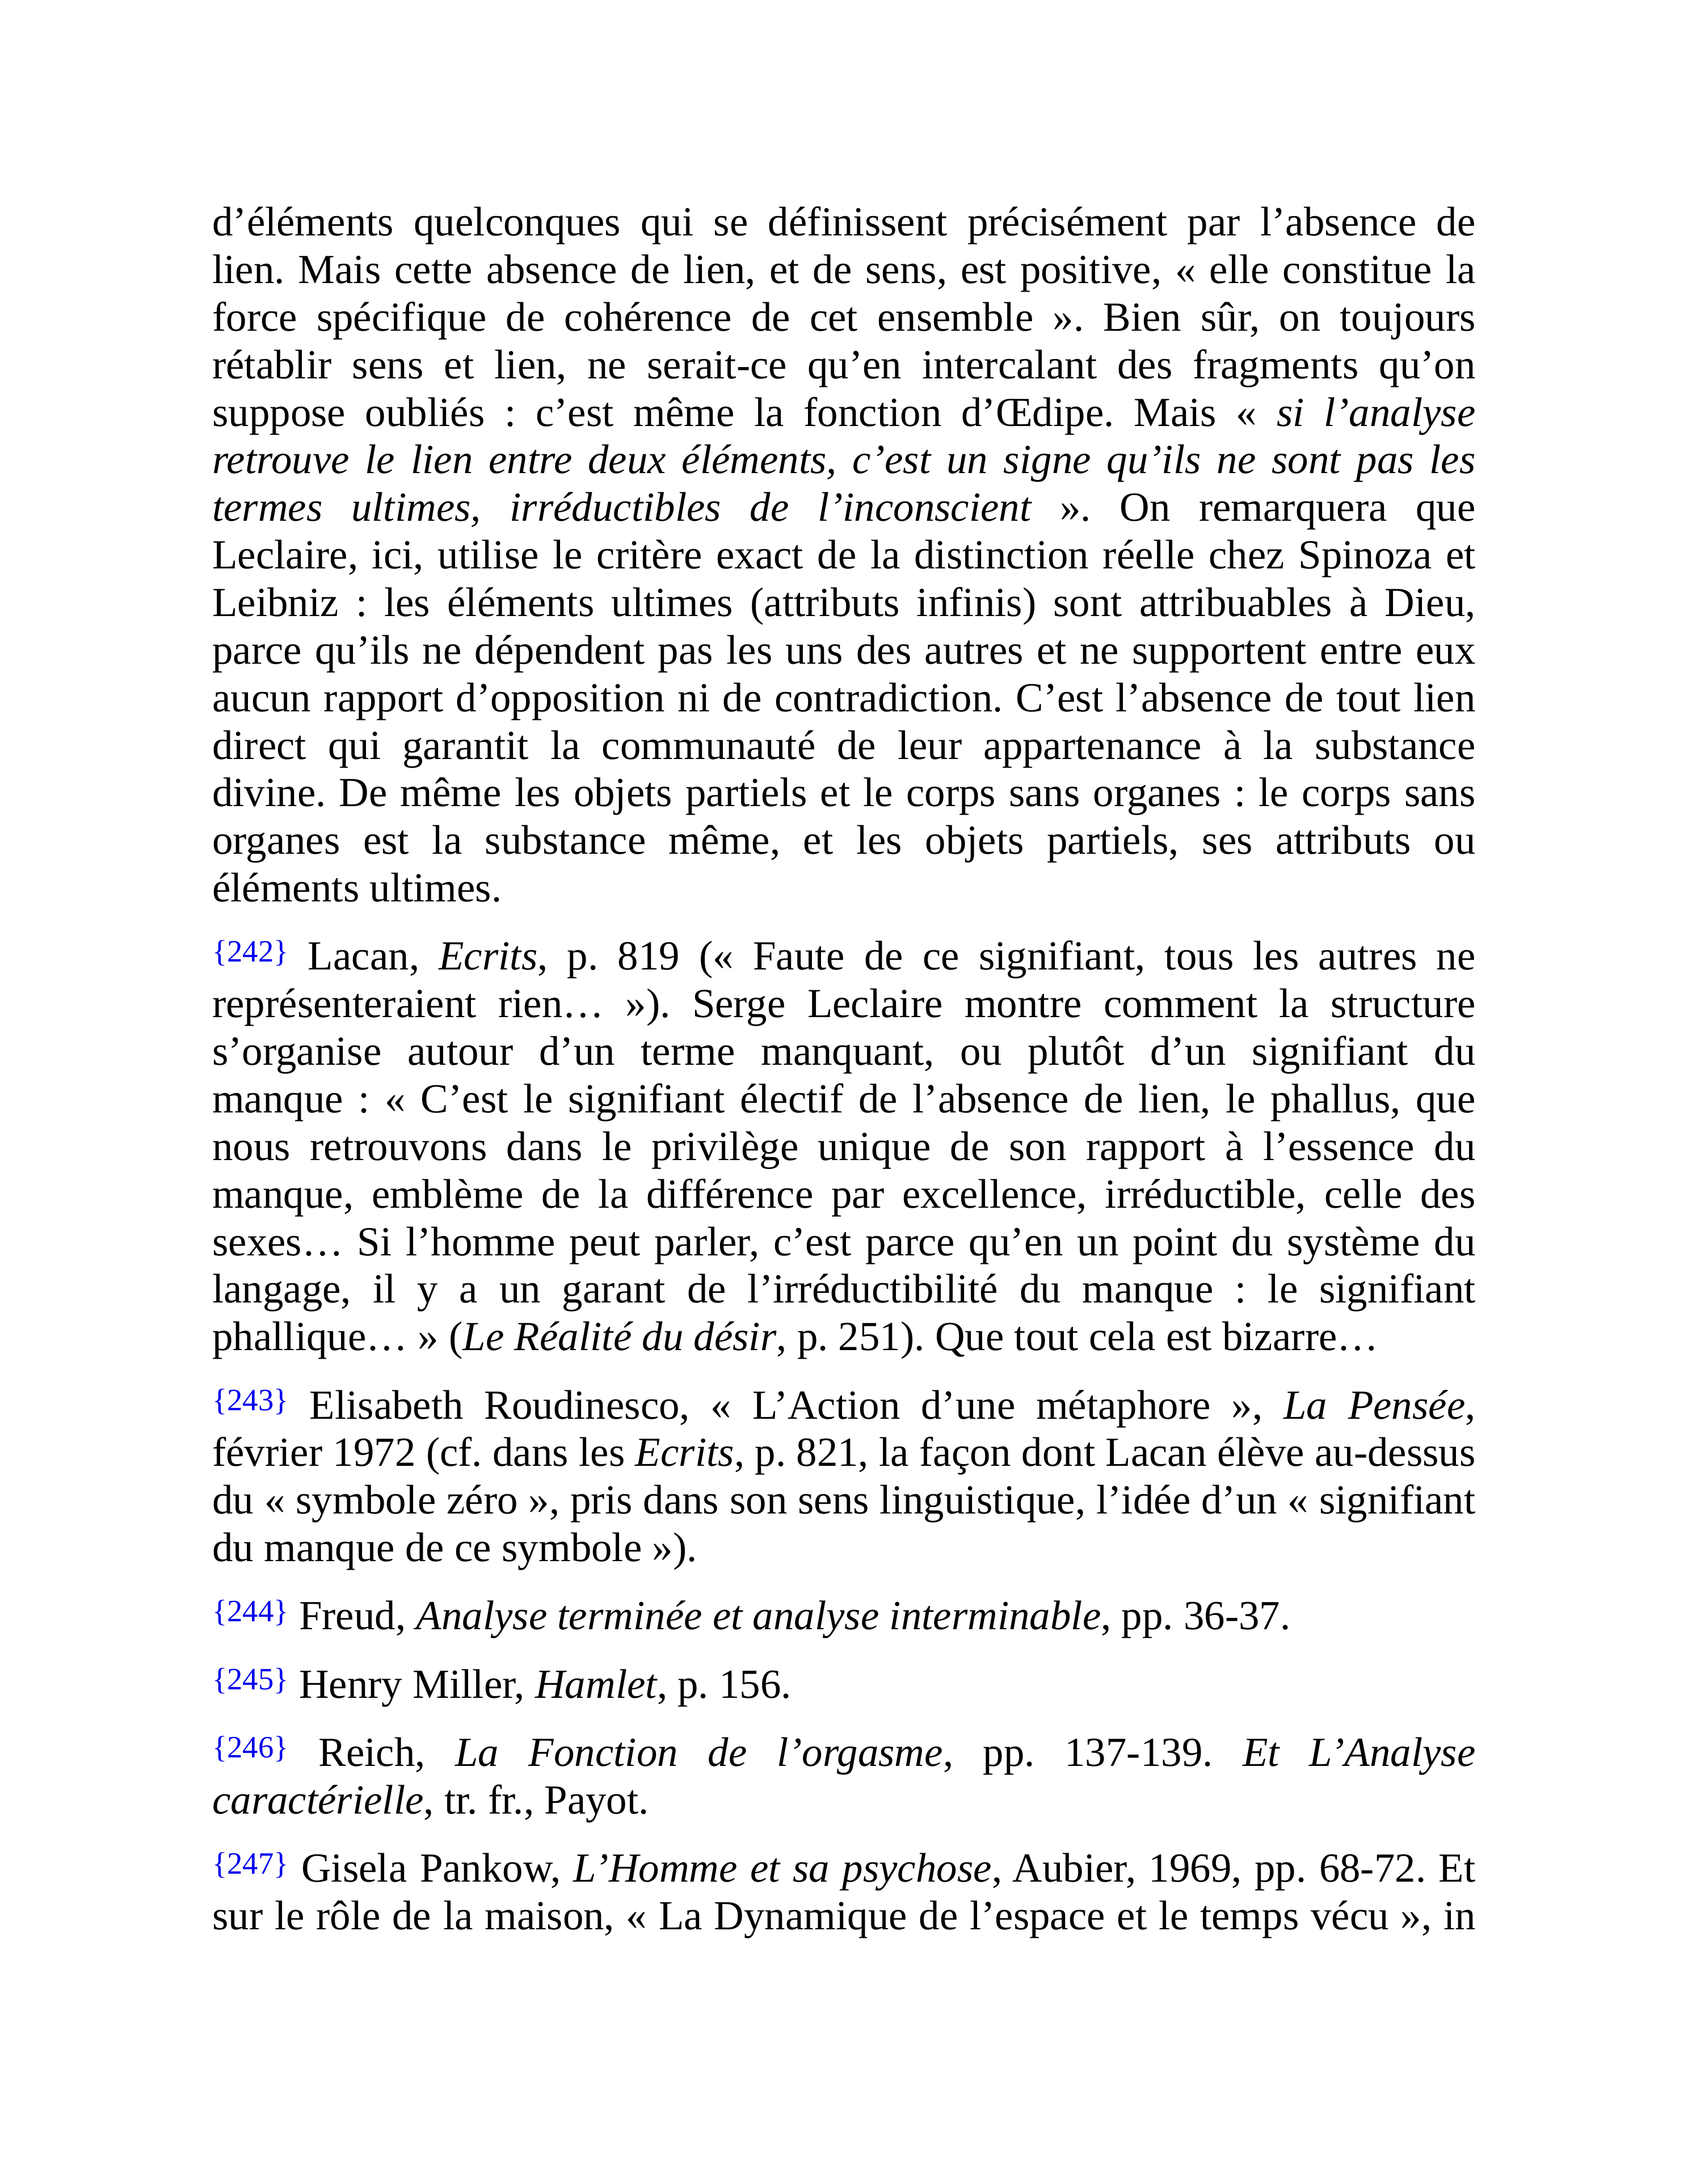 d’éléments quelconques qui se définissent précisément par l’absence de
lien. Mais cette absence de lien, et de sens, est positive, « elle constitue la
force spécifique de cohérence de cet ensemble ». Bien sûr, on toujours
rétablir sens et lien, ne serait-ce qu’en intercalant des fragments qu’on
suppose oubliés : c’est même la fonction d’Œdipe. Mais « si l’analyse
retrouve le lien entre deux éléments, c’est un signe qu’ils ne sont pas les
termes ultimes, irréductibles de l’inconscient ». On remarquera que
Leclaire, ici, utilise le critère exact de la distinction réelle chez Spinoza et
Leibniz : les éléments ultimes (attributs infinis) sont attribuables à Dieu,
parce qu’ils ne dépendent pas les uns des autres et ne supportent entre eux
aucun rapport d’opposition ni de contradiction. C’est l’absence de tout lien
direct qui garantit la communauté de leur appartenance à la substance
divine. De même les objets partiels et le corps sans organes : le corps sans
organes est la substance même, et les objets partiels, ses attributs ou
éléments ultimes.
{242} Lacan, Ecrits, p. 819 (« Faute de ce signifiant, tous les autres ne
représenteraient rien… »). Serge Leclaire montre comment la structure
s’organise autour d’un terme manquant, ou plutôt d’un signifiant du
manque : « C’est le signifiant électif de l’absence de lien, le phallus, que
nous retrouvons dans le privilège unique de son rapport à l’essence du
manque, emblème de la différence par excellence, irréductible, celle des
sexes… Si l’homme peut parler, c’est parce qu’en un point du système du
langage, il y a un garant de l’irréductibilité du manque : le signifiant
phallique… » (Le Réalité du désir, p. 251). Que tout cela est bizarre…
{243} Elisabeth Roudinesco, « L’Action d’une métaphore », La Pensée,
février 1972 (cf. dans les Ecrits, p. 821, la façon dont Lacan élève au-dessus
du « symbole zéro », pris dans son sens linguistique, l’idée d’un « signifiant
du manque de ce symbole »).
{244} Freud, Analyse terminée et analyse interminable, pp. 36-37.
{245} Henry Miller, Hamlet, p. 156.
{246} Reich, La Fonction de l’orgasme, pp. 137-139. Et L’Analyse
caractérielle, tr. fr., Payot.
{247} Gisela Pankow, L’Homme et sa psychose, Aubier, 1969, pp. 68-72. Et
sur le rôle de la maison, « La Dynamique de l’espace et le temps vécu », in